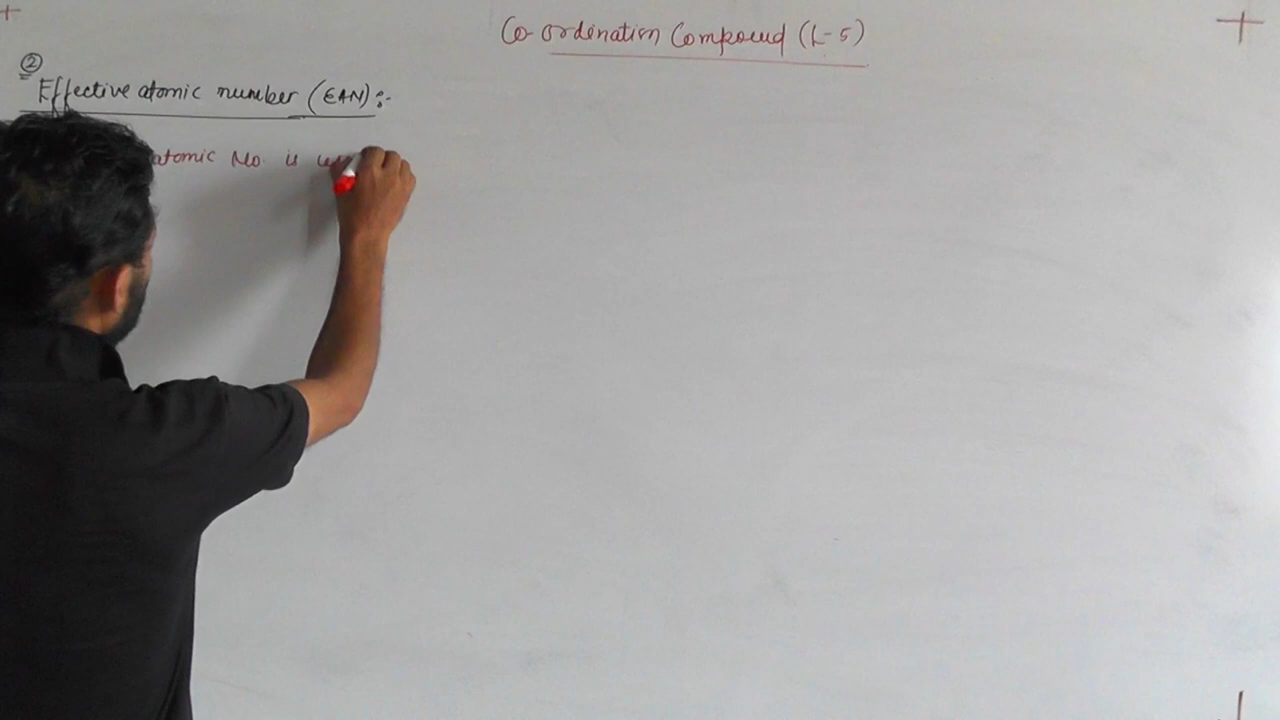 Co-ordination Compound (L-5)
②
Effective atomic number (EAN):-
atomic No. is